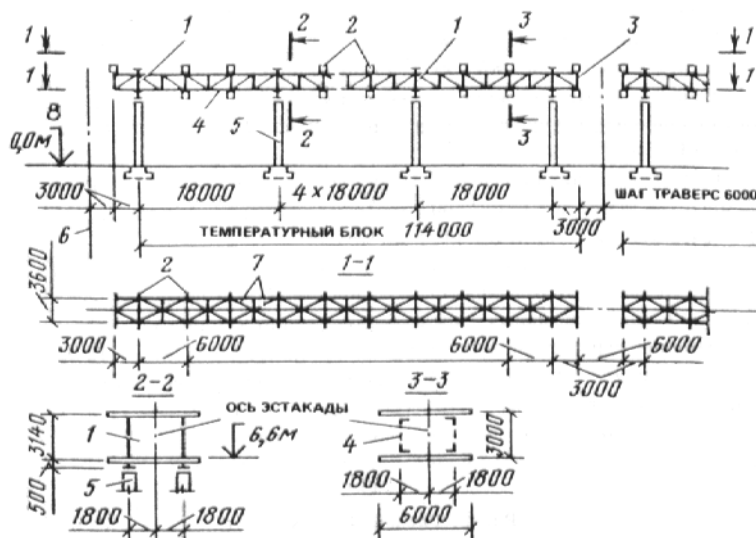 1 1 2 2 1 3 3 1
1 4 5 2 3 1
8
0,0м
3000 18000 4×18000 18000 3000 ШАГ ТРАВЕРС 6000
6 ТЕМПЕРАТУРНЫЙ БЛОК 114000
1-1
3600 2 7
3000 6000 6000 3000 6000
2-2 3-3
ОСЬ ЭСТАКАДЫ
3140 1 6,6м 4 3000
500 5
1800 1800 1800 1800
6000